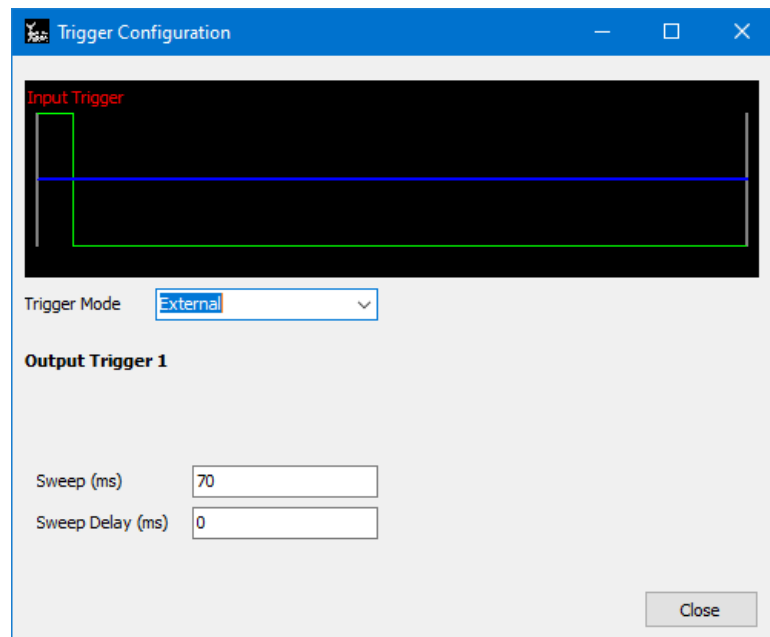 Trigger Configuration
Input Trigger
Trigger Mode External
Output Trigger 1
Sweep (ms) 70
Sweep Delay (ms) 0
Close